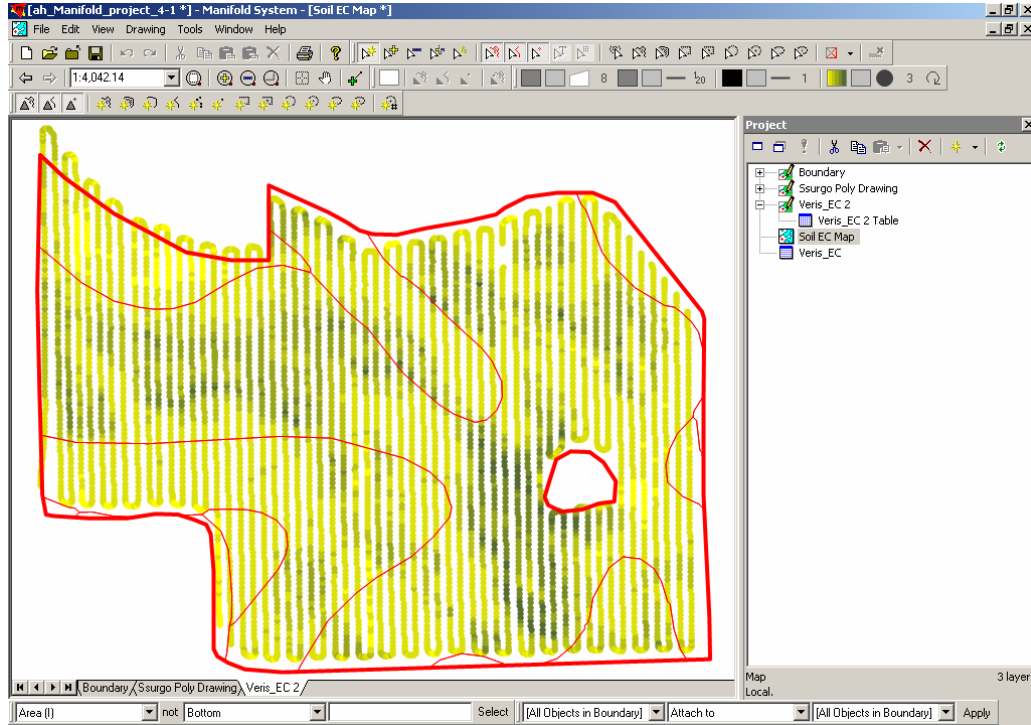 [ah_Manifold_project_4-1 *] - Manifold System - [Soil EC Map *]
File Edit View Drawing Tools Window Help
1:4,042.14 8 1/20 1 3
Project
Boundary
Ssurgo Poly Drawing
Veris_EC 2
Veris_EC 2 Table
Soil EC Map
Veris_EC
Boundary Ssurgo Poly Drawing Veris_EC 2
Map 3 layer
Local.
Area (I) not Bottom Select [All Objects in Boundary] Attach to [All Objects in Boundary] Apply